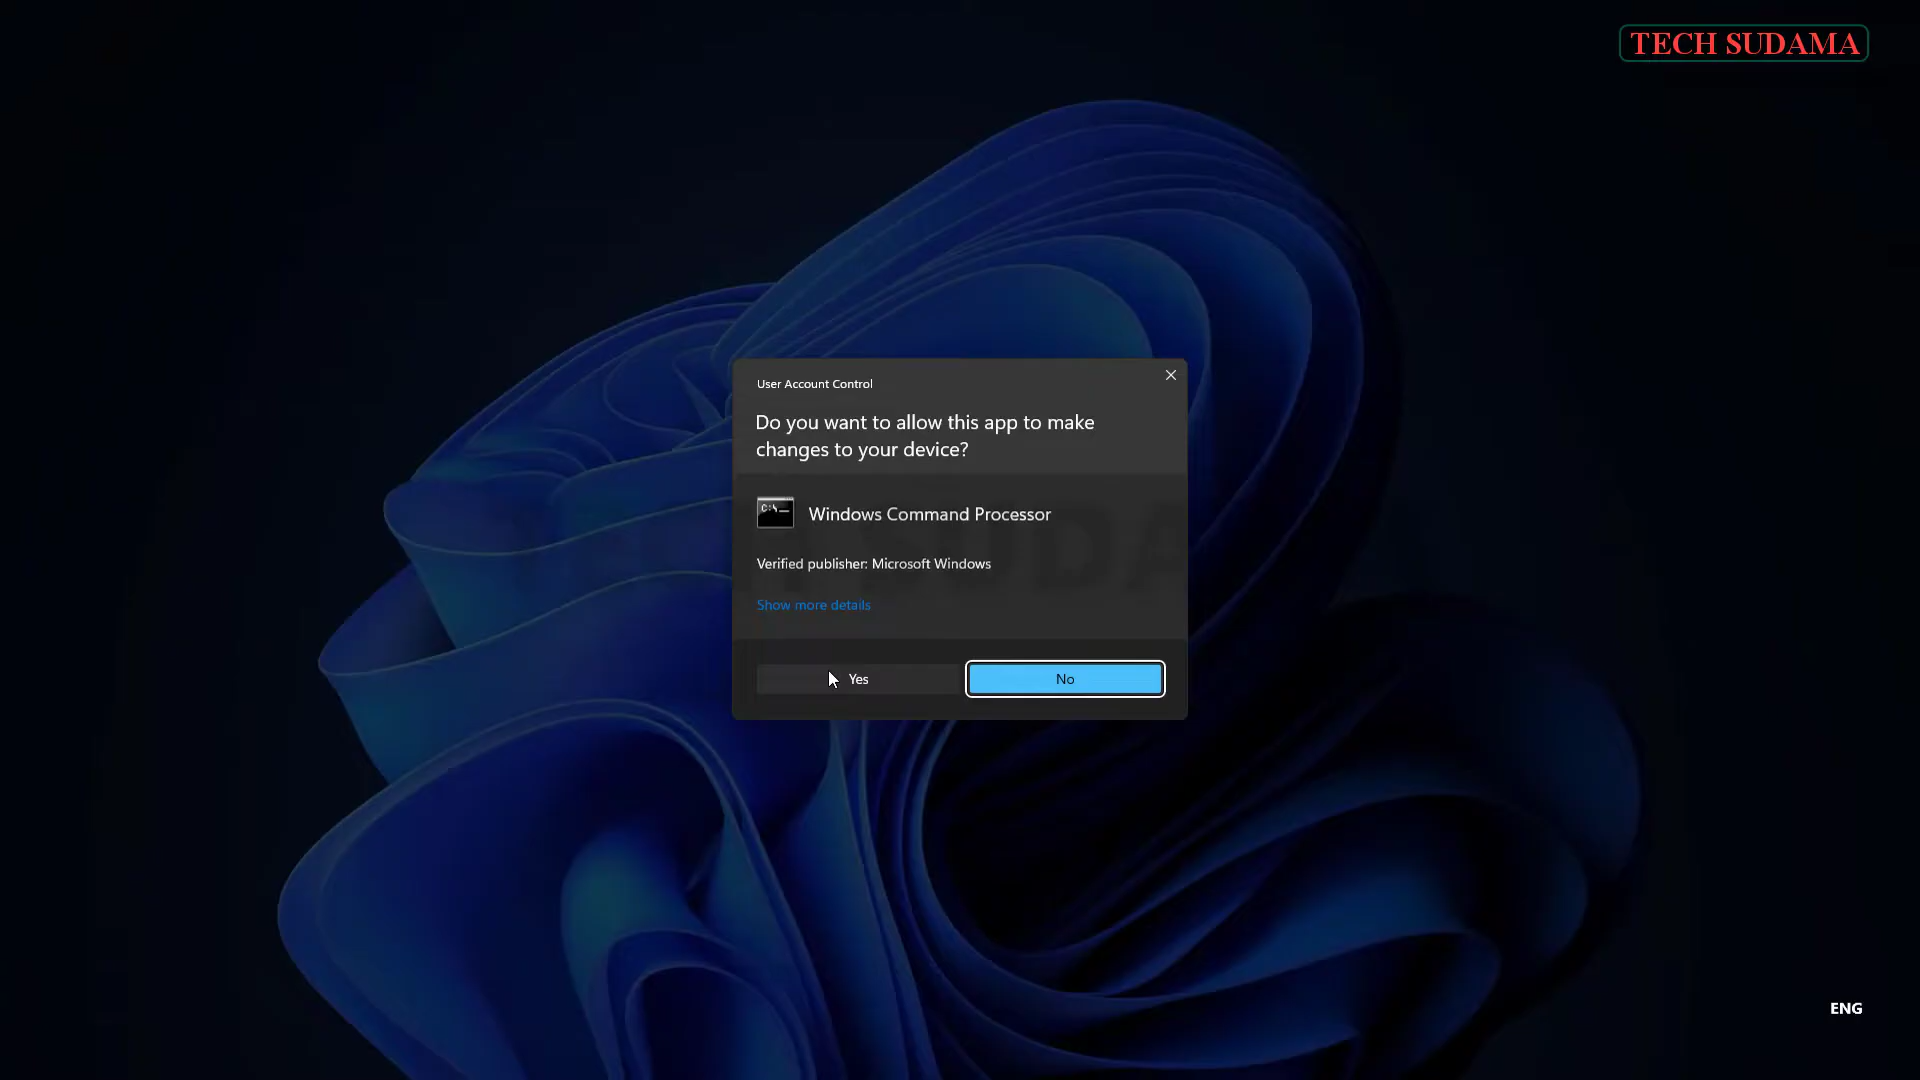 TECH SUDAMA
User Account Control
Do you want to allow this app to make
changes to your device?
C:\
Windows Command Processor
Verified publisher: Microsoft Windows
Show more details
Yes
No
ENG